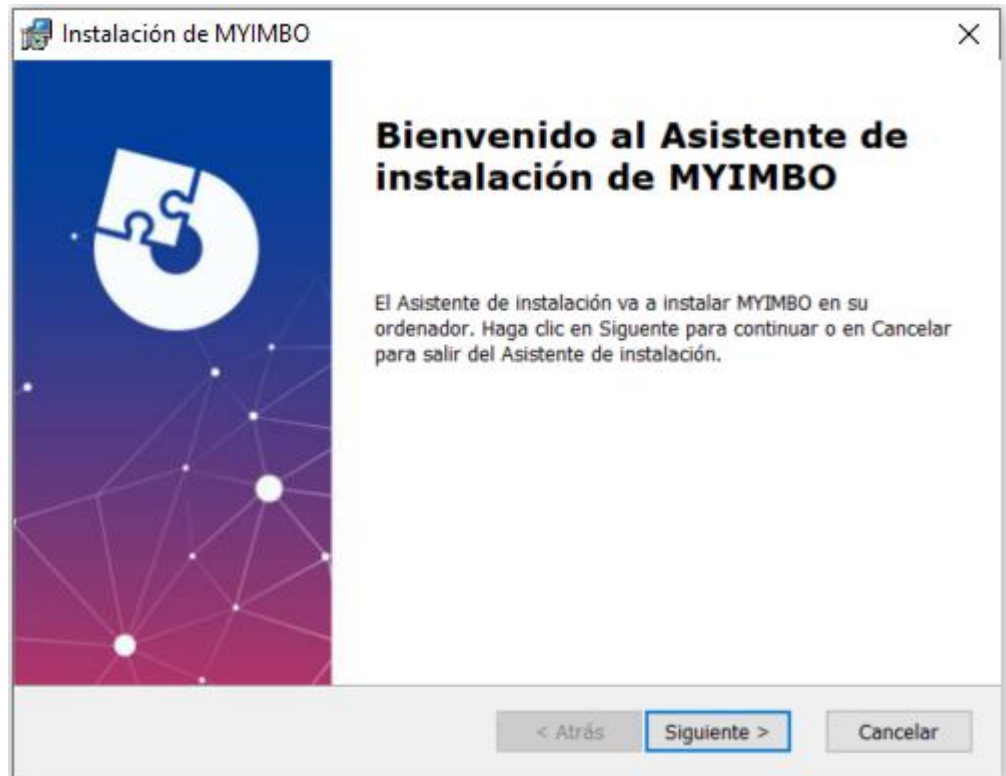 Instalación de MYIMBO
Bienvenido al Asistente de
instalación de MYIMBO
El Asistente de instalación va a instalar MYIMBO en su
ordenador. Haga clic en Siguente para continuar o en Cancelar
para salir del Asistente de instalación.
< Atrás Siguiente > Cancelar